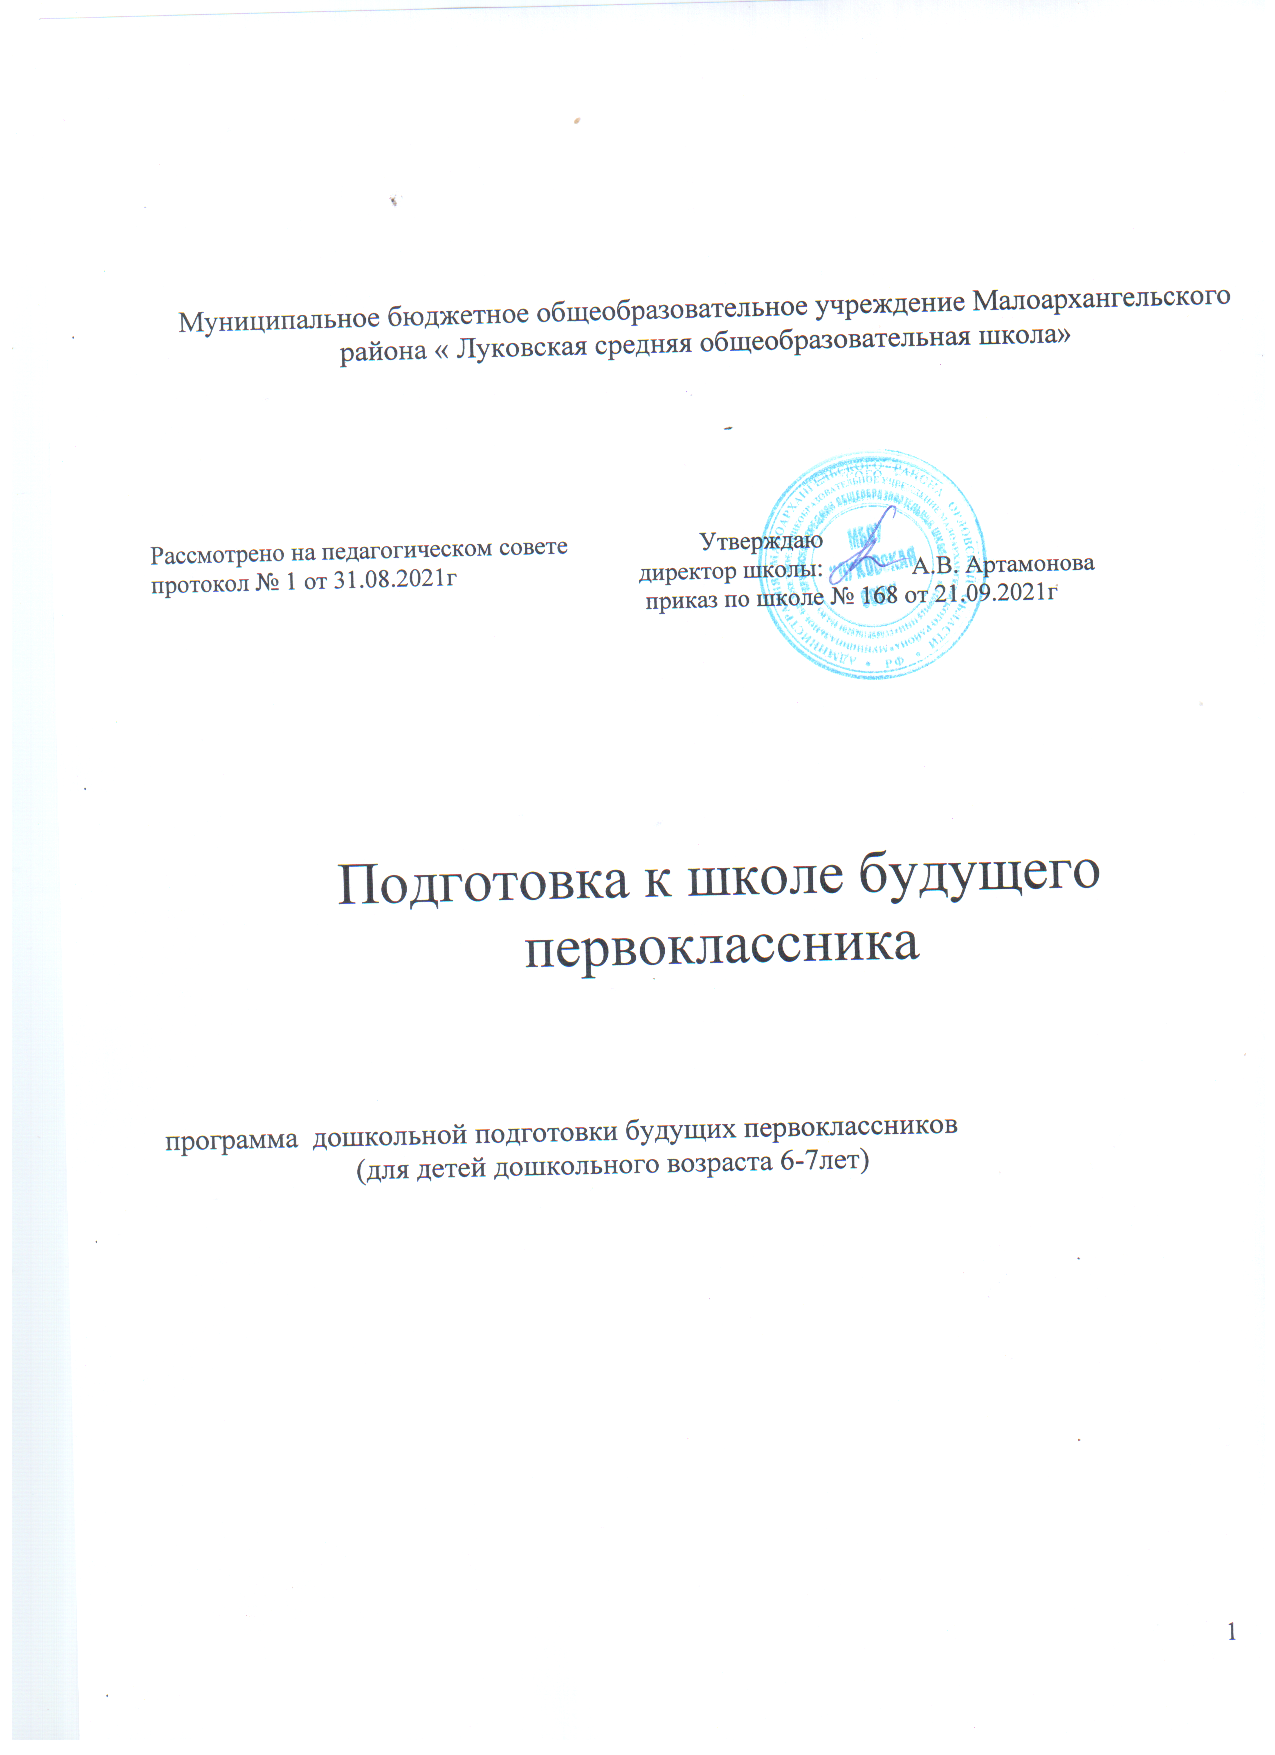 Муниципальное бюджетное общеобразовательное учреждение Малоархангельского
района « Луковская средняя общеобразовательная школа»
Рассмотрено на педагогическом совете
протокол № 1 от 31.08.2021г
Утверждаю
директор школы: А.В. Артамонова
приказ по школе № 168 от 21.09.2021г
Подготовка к школе будущего
первоклассника
программа дошкольной подготовки будущих первоклассников
(для детей дошкольного возраста 6-7лет)
1